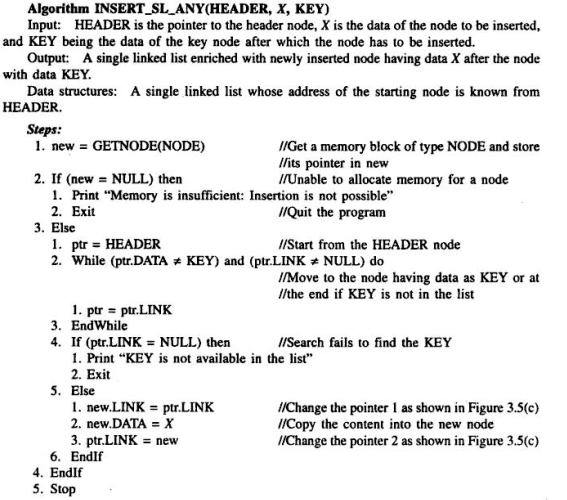 Algorithm INSERT_SL_ANY(HEADER, X, KEY)
Input: HEADER is the pointer to the header node, X is the data of the node to be inserted,
and KEY being the data of the key node after which the node has to be inserted.
Output: A single linked list enriched with newly inserted node having data X after the node
with data KEY.
Data structures: A single linked list whose address of the starting node is known from
HEADER.
Steps:
1. new = GETNODE(NODE) //Get a memory block of type NODE and store
//its pointer in new
2. If (new = NULL) then //Unable to allocate memory for a node
1. Print “Memory is insufficient: Insertion is not possible”
2. Exit //Quit the program
3. Else
1. ptr = HEADER //Start from the HEADER node
2. While (ptr.DATA ≠ KEY) and (ptr.LINK ≠ NULL) do
//Move to the node having data as KEY or at
//the end if KEY is not in the list
1. ptr = ptr.LINK
3. EndWhile
4. If (ptr.LINK = NULL) then //Search fails to find the KEY
1. Print “KEY is not available in the list”
2. Exit
5. Else
1. new.LINK = ptr.LINK //Change the pointer 1 as shown in Figure 3.5(c)
2. new.DATA = X //Copy the content into the new node
3. ptr.LINK = new //Change the pointer 2 as shown in Figure 3.5(c)
6. EndIf
4. EndIf
5. Stop